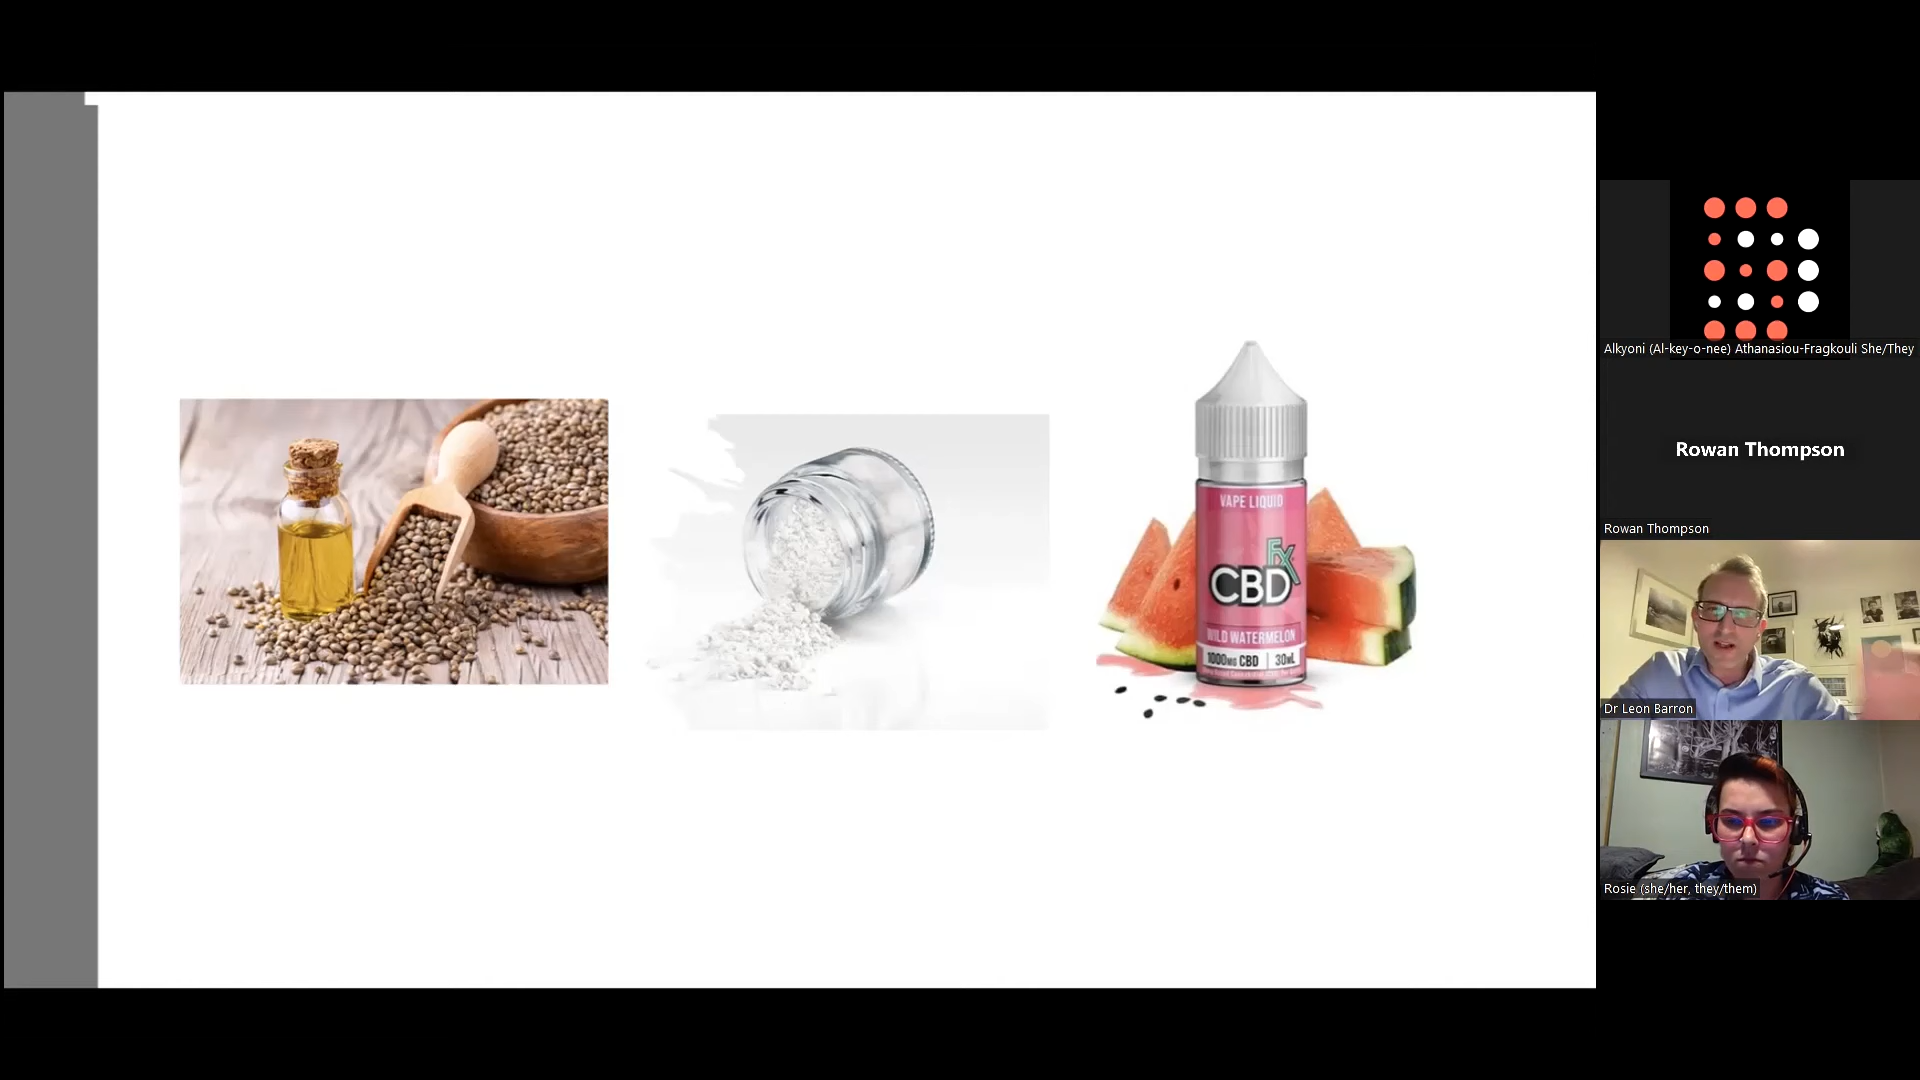 VAPE LIQUID
FX
CBD
WILD WATERMELON
1000MG CBD | 30ML
Alkyoni (Al-key-o-nee) Athanasiou-Fragkouli She/They
Rowan Thompson
Rowan Thompson
Dr Leon Barron
Rosie (she/her, they/them)